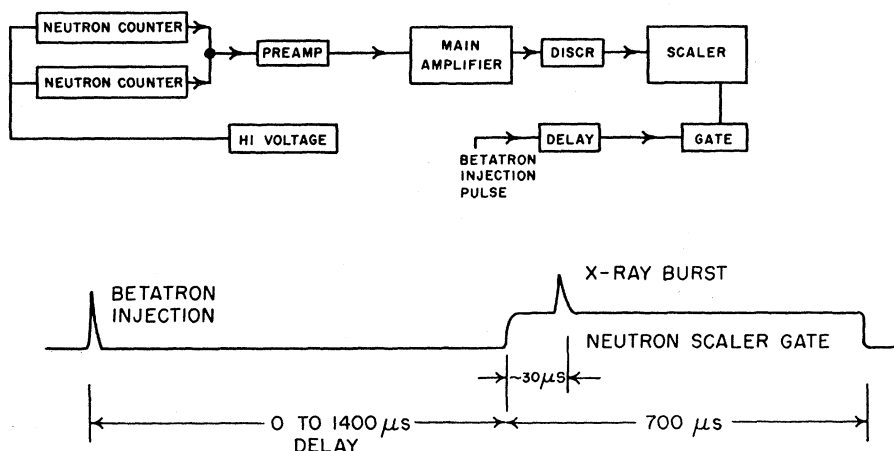 NEUTRON COUNTER
NEUTRON COUNTER
PREAMP
MAIN
AMPLIFIER
DISCR
SCALER
HI VOLTAGE
BETATRON
INJECTION
PULSE
DELAY
GATE
BETATRON
INJECTION
X-RAY BURST
NEUTRON SCALER GATE
~30μS
0 TO 1400 μs
DELAY
700 μs